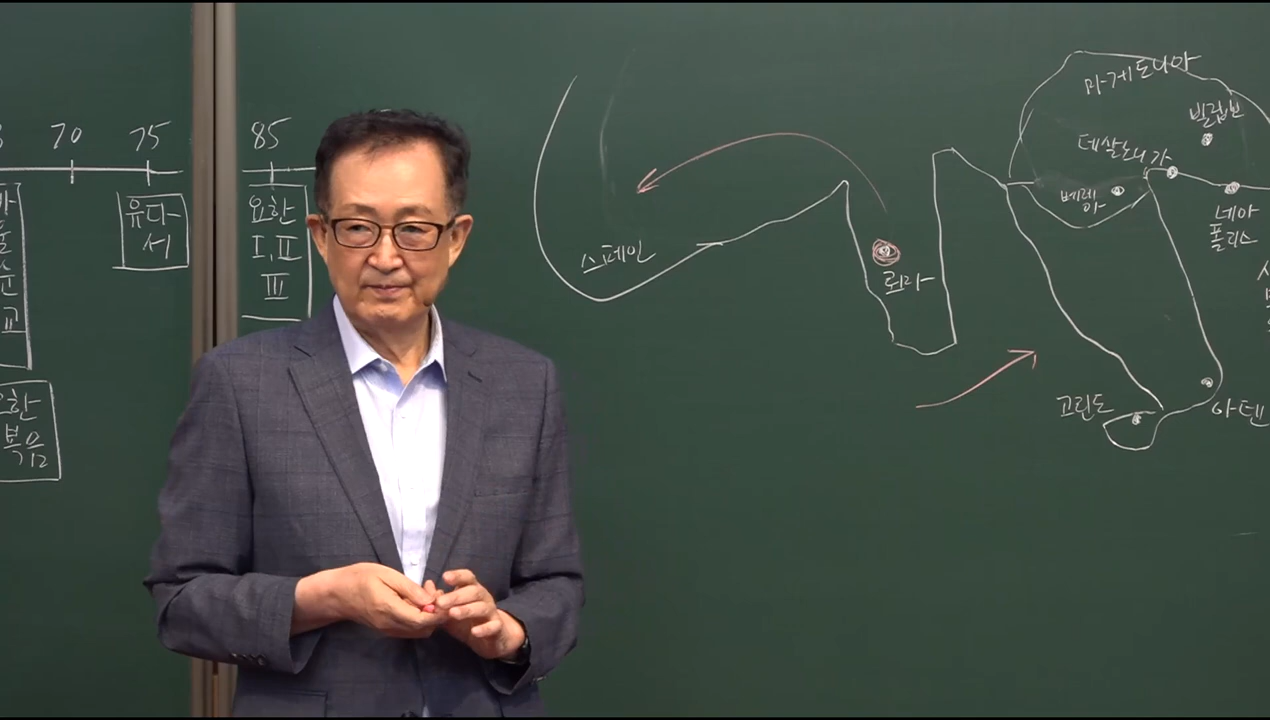 70
75
85
유다
서
요한
I, II
III
요한
복음
스페인
로마
마게도니아
빌립보
데살로니가
베레
아
네아
폴리스
고린도
아텐